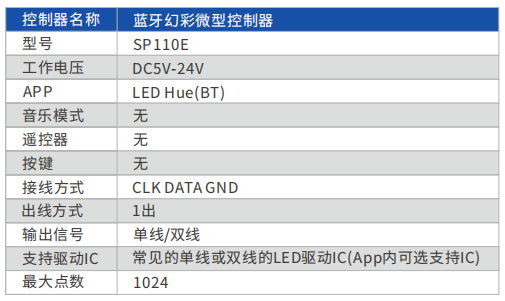 控制器名称 蓝牙幻彩微型控制器
型号 SP110E
工作电压 DC5V-24V
APP LED Hue(BT)
音乐模式 无
遥控器 无
按键 无
接线方式 CLK DATA GND
出线方式 1出
输出信号 单线/双线
支持驱动IC 常见的单线或双线的LED驱动IC(App内可选支持IC)
最大点数 1024